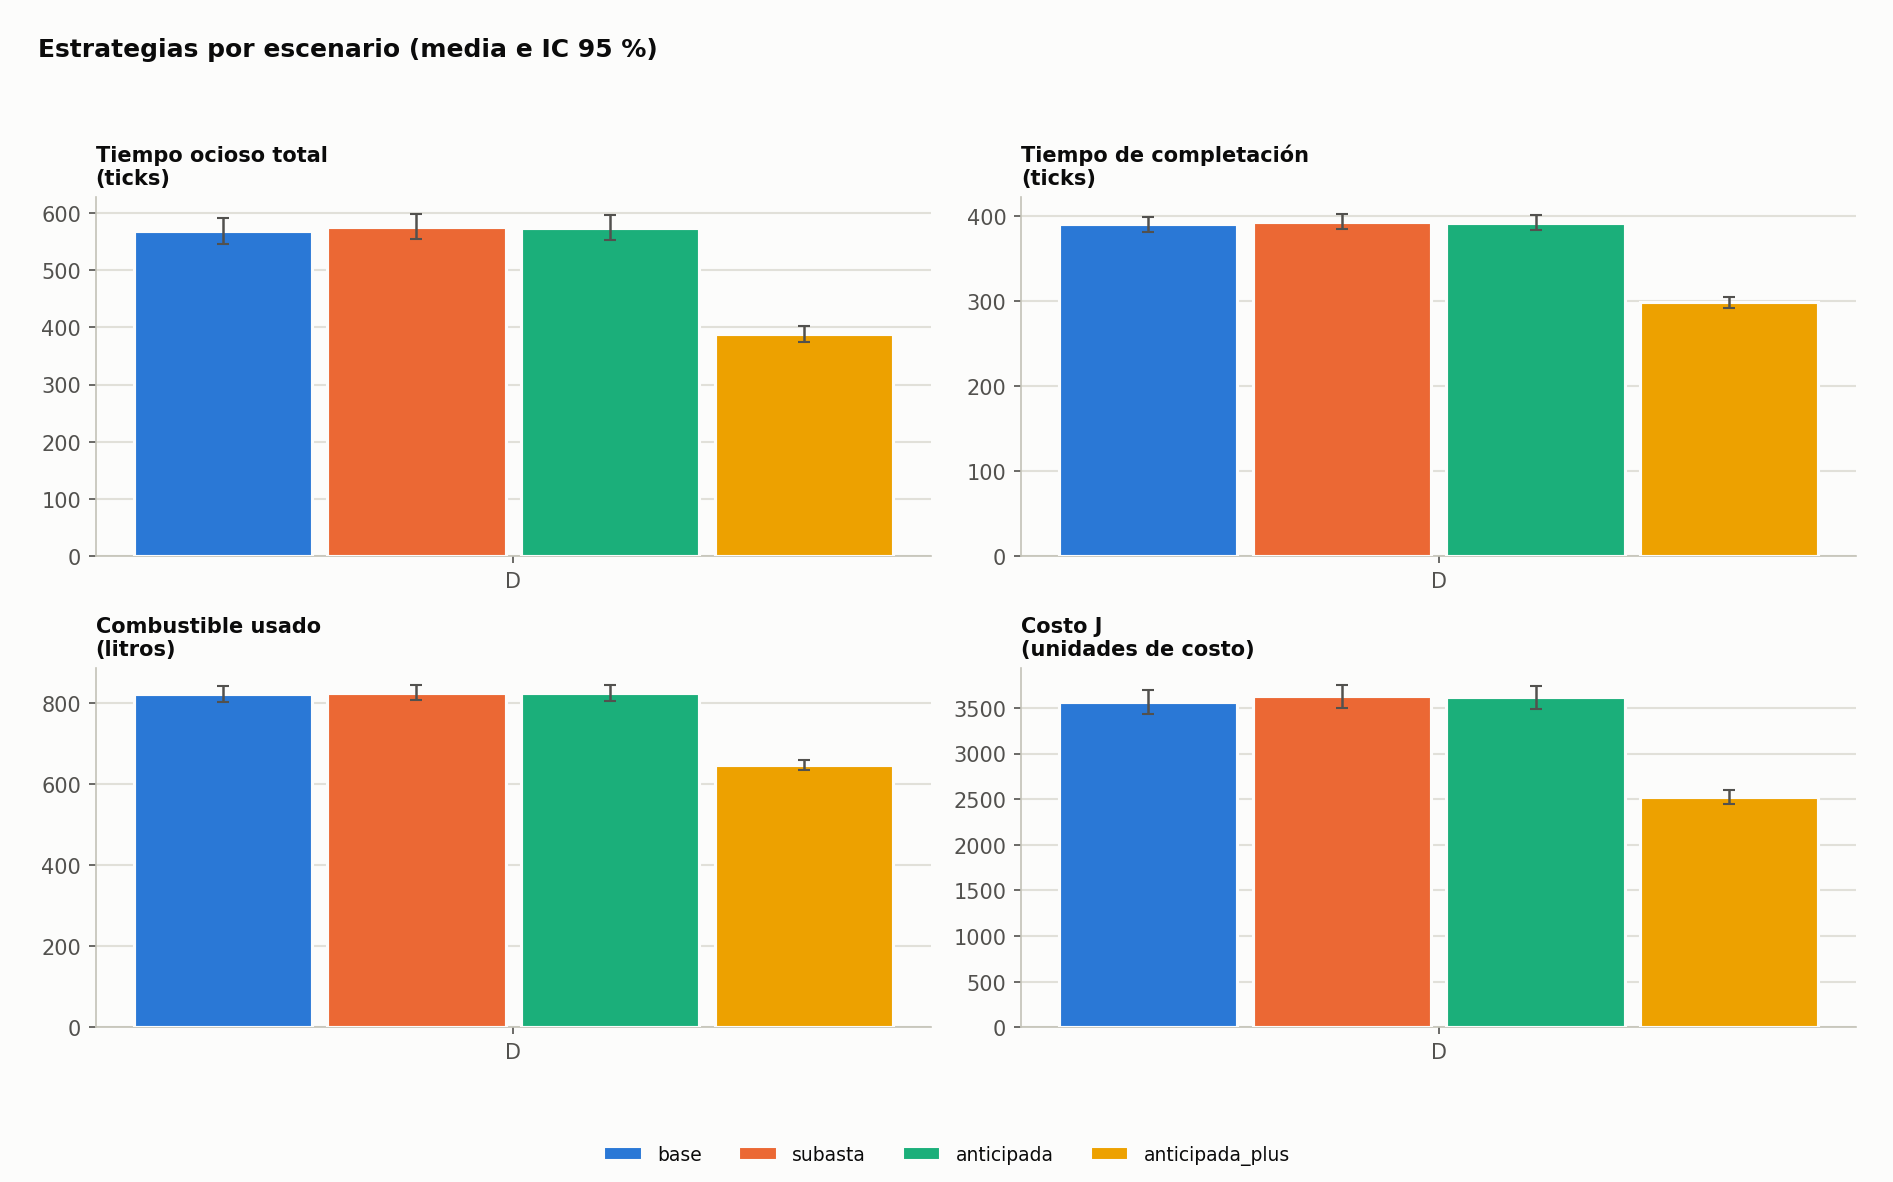 Estrategias por escenario (media e IC 95 %)
Tiempo ocioso total
(ticks)
600
500
400
300
200
100
0
D
Tiempo de completación
(ticks)
400
300
200
100
0
D
Combustible usado
(litros)
800
600
400
200
0
D
Costo J
(unidades de costo)
3500
3000
2500
2000
1500
1000
500
0
D
base
subasta
anticipada
anticipada_plus